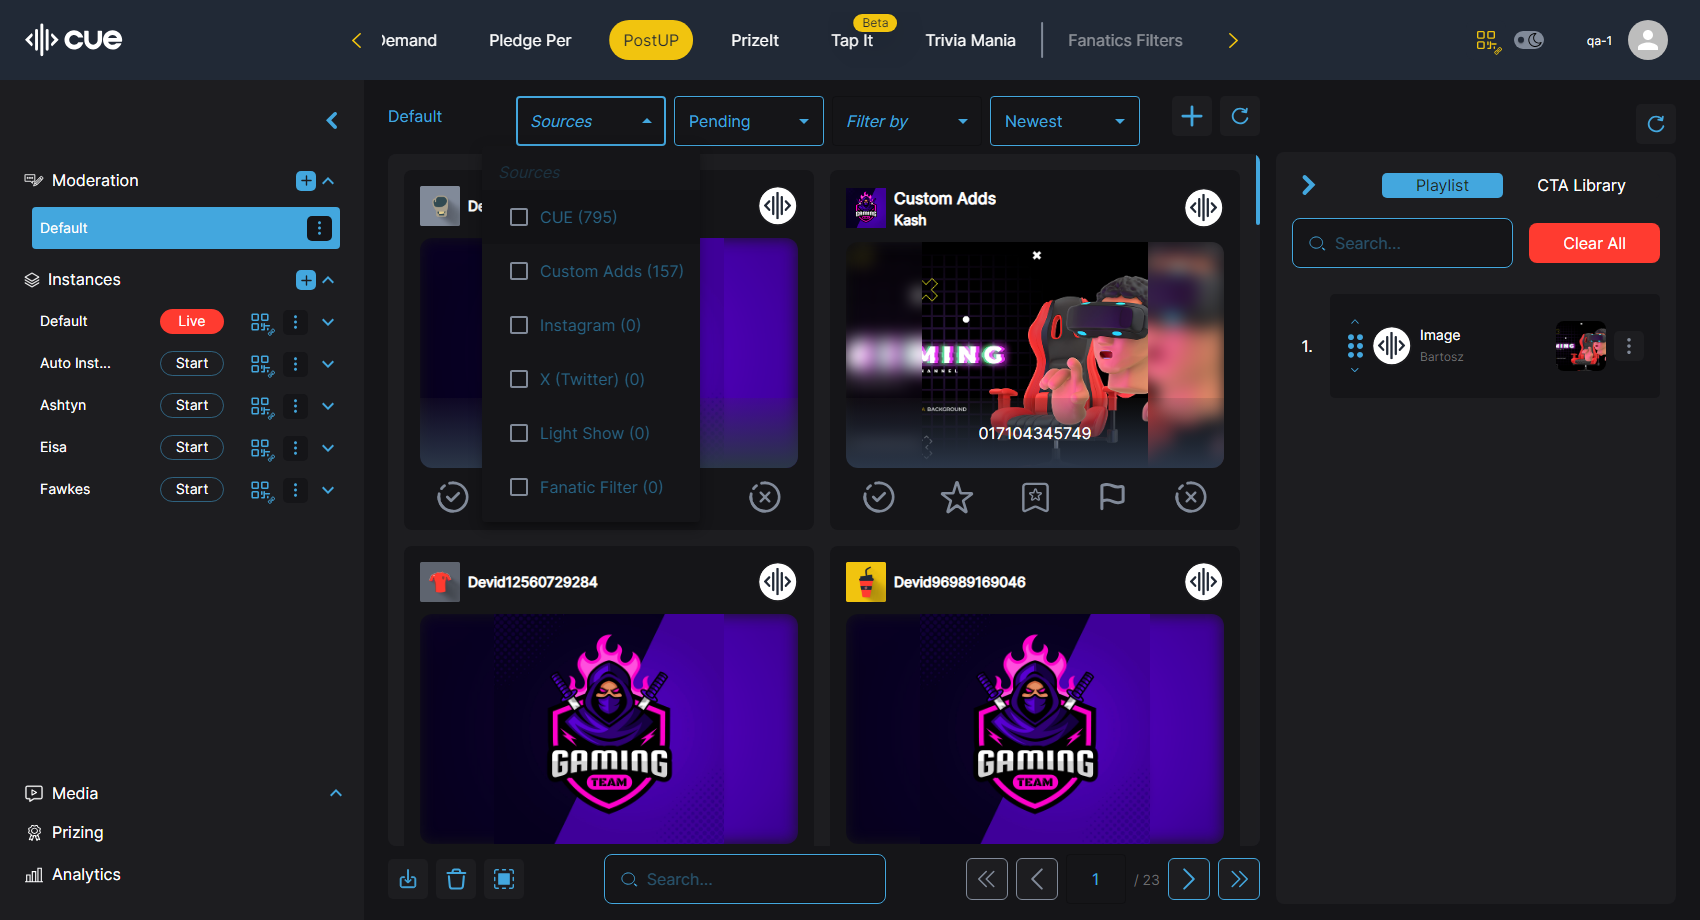 cue
Demand
Pledge Per
PostUP
PrizeIt
Beta
Tap It
Trivia Mania
Fanatics Filters
qa-1
Default
Sources
Pending
Filter by
Newest
Moderation
Default
Instances
Default
Live
Auto Inst...
Start
Ashtyn
Start
Eisa
Start
Fawkes
Start
Media
Prizing
Analytics
Sources
CUE (795)
Custom Adds (157)
Instagram (0)
X (Twitter) (0)
Light Show (0)
Fanatic Filter (0)
De
Custom Adds
Kash
GAMING
MING
BACKGROUND
017104345749
Devid12560729284
GAMING
TEAM
Devid96989169046
GAMING
TEAM
Search...
1
/ 23
Playlist
CTA Library
Search...
Clear All
1.
Image
Bartosz